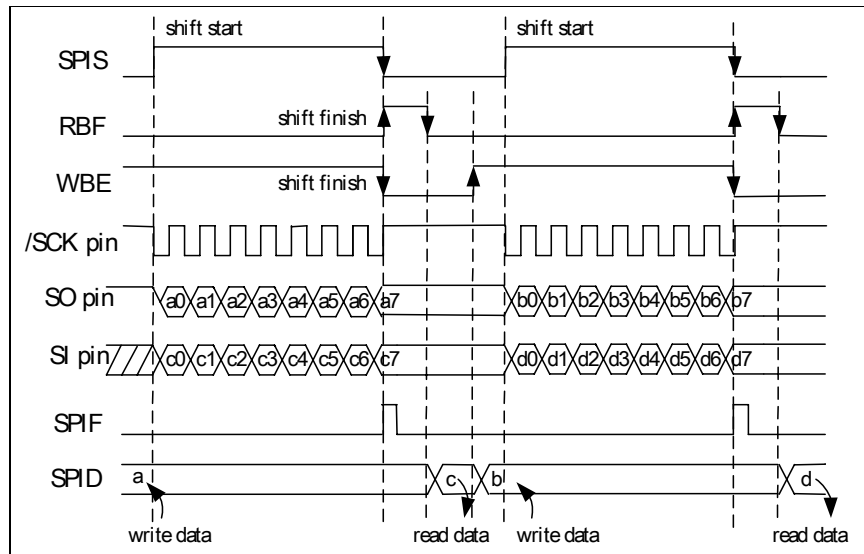 shift start shift start
SPIS
RBF shift finish
WBE shift finish
/SCK pin
SO pin a0 a1 a2 a3 a4 a5 a6 a7 b0 b1 b2 b3 b4 b5 b6 b7
SI pin c0 c1 c2 c3 c4 c5 c6 c7 d0 d1 d2 d3 d4 d5 d6 d7
SPIF
SPID a c b d
write data read data write data read data